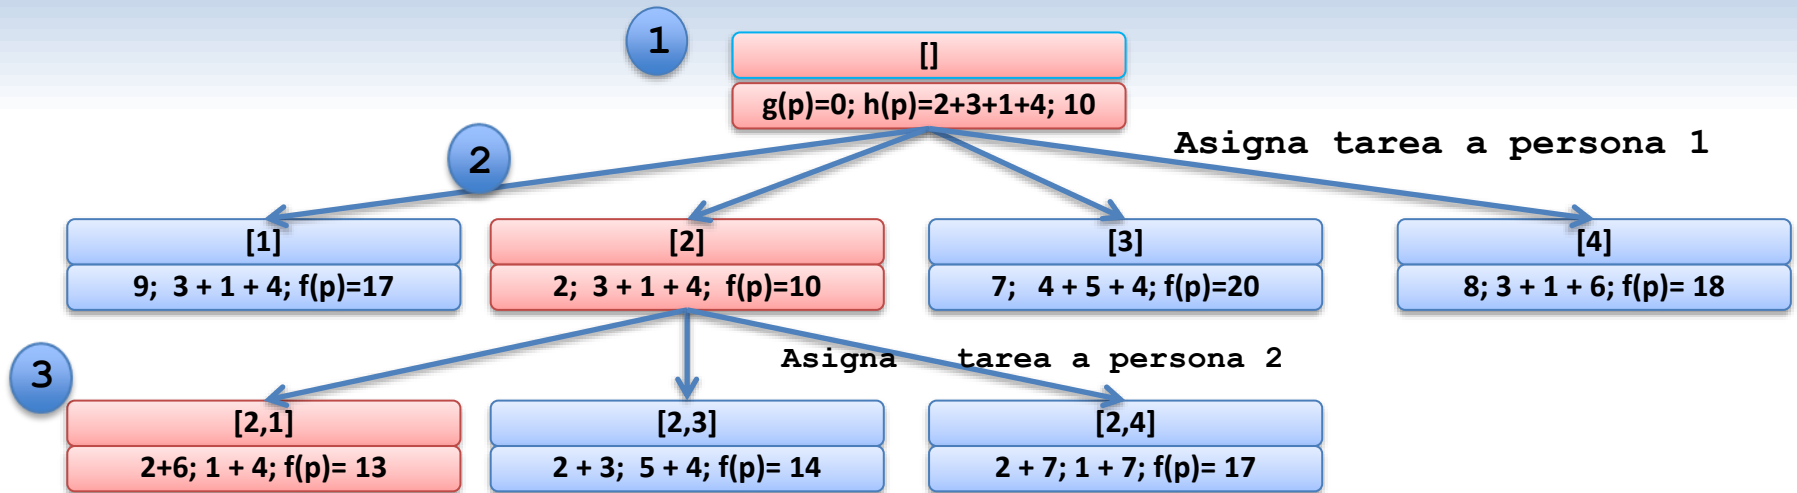 1
[]
g(p)=0; h(p)=2+3+1+4; 10
Asigna tarea a persona 1
2
[1]
9; 3 + 1 + 4; f(p)=17
[2]
2; 3 + 1 + 4; f(p)=10
[3]
7; 4 + 5 + 4; f(p)=20
[4]
8; 3 + 1 + 6; f(p)= 18
Asigna tarea a persona 2
3
[2,1]
2+6; 1 + 4; f(p)= 13
[2,3]
2 + 3; 5 + 4; f(p)= 14
[2,4]
2 + 7; 1 + 7; f(p)= 17